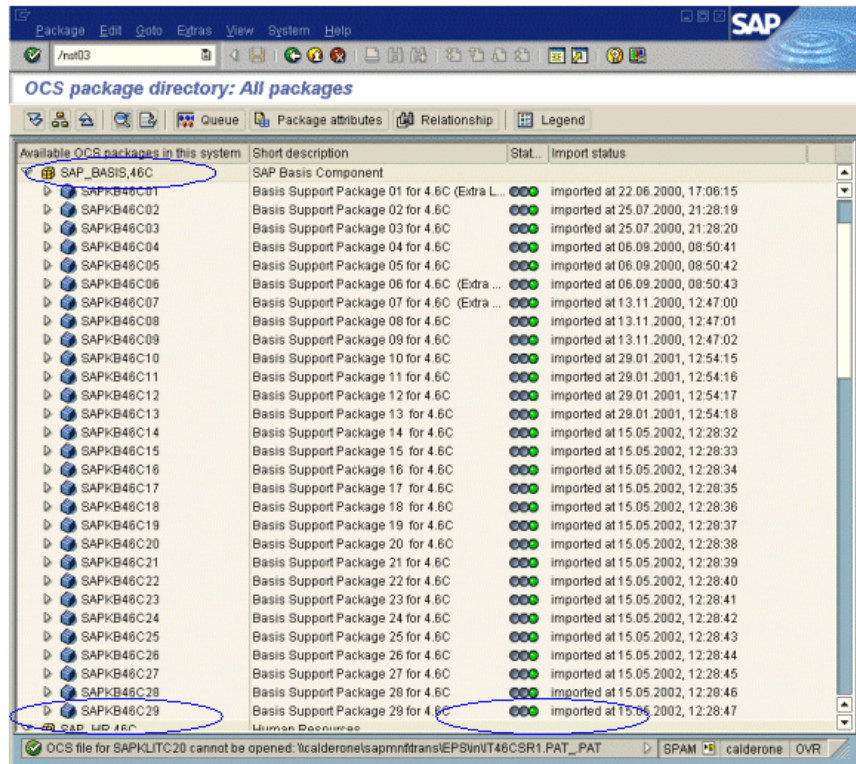 Package Edit Goto Extras View System Help
SAP
/nst03
OCS package directory: All packages
Queue Package attributes Relationship Legend
Available OCS packages in this system Short description Stat... Import status
SAP_BASIS,46C SAP Basis Component
SAPKB46C01 Basis Support Package 01 for 4.6C (Extra L... imported at 22.06.2000, 17:06:15
SAPKB46C02 Basis Support Package 02 for 4.6C imported at 25.07.2000, 21:28:19
SAPKB46C03 Basis Support Package 03 for 4.6C imported at 25.07.2000, 21:28:20
SAPKB46C04 Basis Support Package 04 for 4.6C imported at 06.09.2000, 08:50:41
SAPKB46C05 Basis Support Package 05 for 4.6C imported at 06.09.2000, 08:50:42
SAPKB46C06 Basis Support Package 06 for 4.6C (Extra ... imported at 06.09.2000, 08:50:43
SAPKB46C07 Basis Support Package 07 for 4.6C (Extra ... imported at 13.11.2000, 12:47:00
SAPKB46C08 Basis Support Package 08 for 4.6C imported at 13.11.2000, 12:47:01
SAPKB46C09 Basis Support Package 09 for 4.6C imported at 13.11.2000, 12:47:02
SAPKB46C10 Basis Support Package 10 for 4.6C imported at 29.01.2001, 12:54:15
SAPKB46C11 Basis Support Package 11 for 4.6C imported at 29.01.2001, 12:54:16
SAPKB46C12 Basis Support Package 12 for 4.6C imported at 29.01.2001, 12:54:17
SAPKB46C13 Basis Support Package 13 for 4.6C imported at 29.01.2001, 12:54:18
SAPKB46C14 Basis Support Package 14 for 4.6C imported at 15.05.2002, 12:28:32
SAPKB46C15 Basis Support Package 15 for 4.6C imported at 15.05.2002, 12:28:33
SAPKB46C16 Basis Support Package 16 for 4.6C imported at 15.05.2002, 12:28:34
SAPKB46C17 Basis Support Package 17 for 4.6C imported at 15.05.2002, 12:28:35
SAPKB46C18 Basis Support Package 18 for 4.6C imported at 15.05.2002, 12:28:36
SAPKB46C19 Basis Support Package 19 for 4.6C imported at 15.05.2002, 12:28:37
SAPKB46C20 Basis Support Package 20 for 4.6C imported at 15.05.2002, 12:28:38
SAPKB46C21 Basis Support Package 21 for 4.6C imported at 15.05.2002, 12:28:39
SAPKB46C22 Basis Support Package 22 for 4.6C imported at 15.05.2002, 12:28:40
SAPKB46C23 Basis Support Package 23 for 4.6C imported at 15.05.2002, 12:28:41
SAPKB46C24 Basis Support Package 24 for 4.6C imported at 15.05.2002, 12:28:42
SAPKB46C25 Basis Support Package 25 for 4.6C imported at 15.05.2002, 12:28:43
SAPKB46C26 Basis Support Package 26 for 4.6C imported at 15.05.2002, 12:28:44
SAPKB46C27 Basis Support Package 27 for 4.6C imported at 15.05.2002, 12:28:45
SAPKB46C28 Basis Support Package 28 for 4.6C imported at 15.05.2002, 12:28:46
SAPKB46C29 Basis Support Package 29 for 4.6C imported at 15.05.2002, 12:28:47
SAP_HR,46C Human Resources
OCS file for SAPKLITC20 cannot be opened: \\calderone\sapmnt\trans\EPS\in\IT46CSR1.PAT_.PAT SPAM calderone OVR